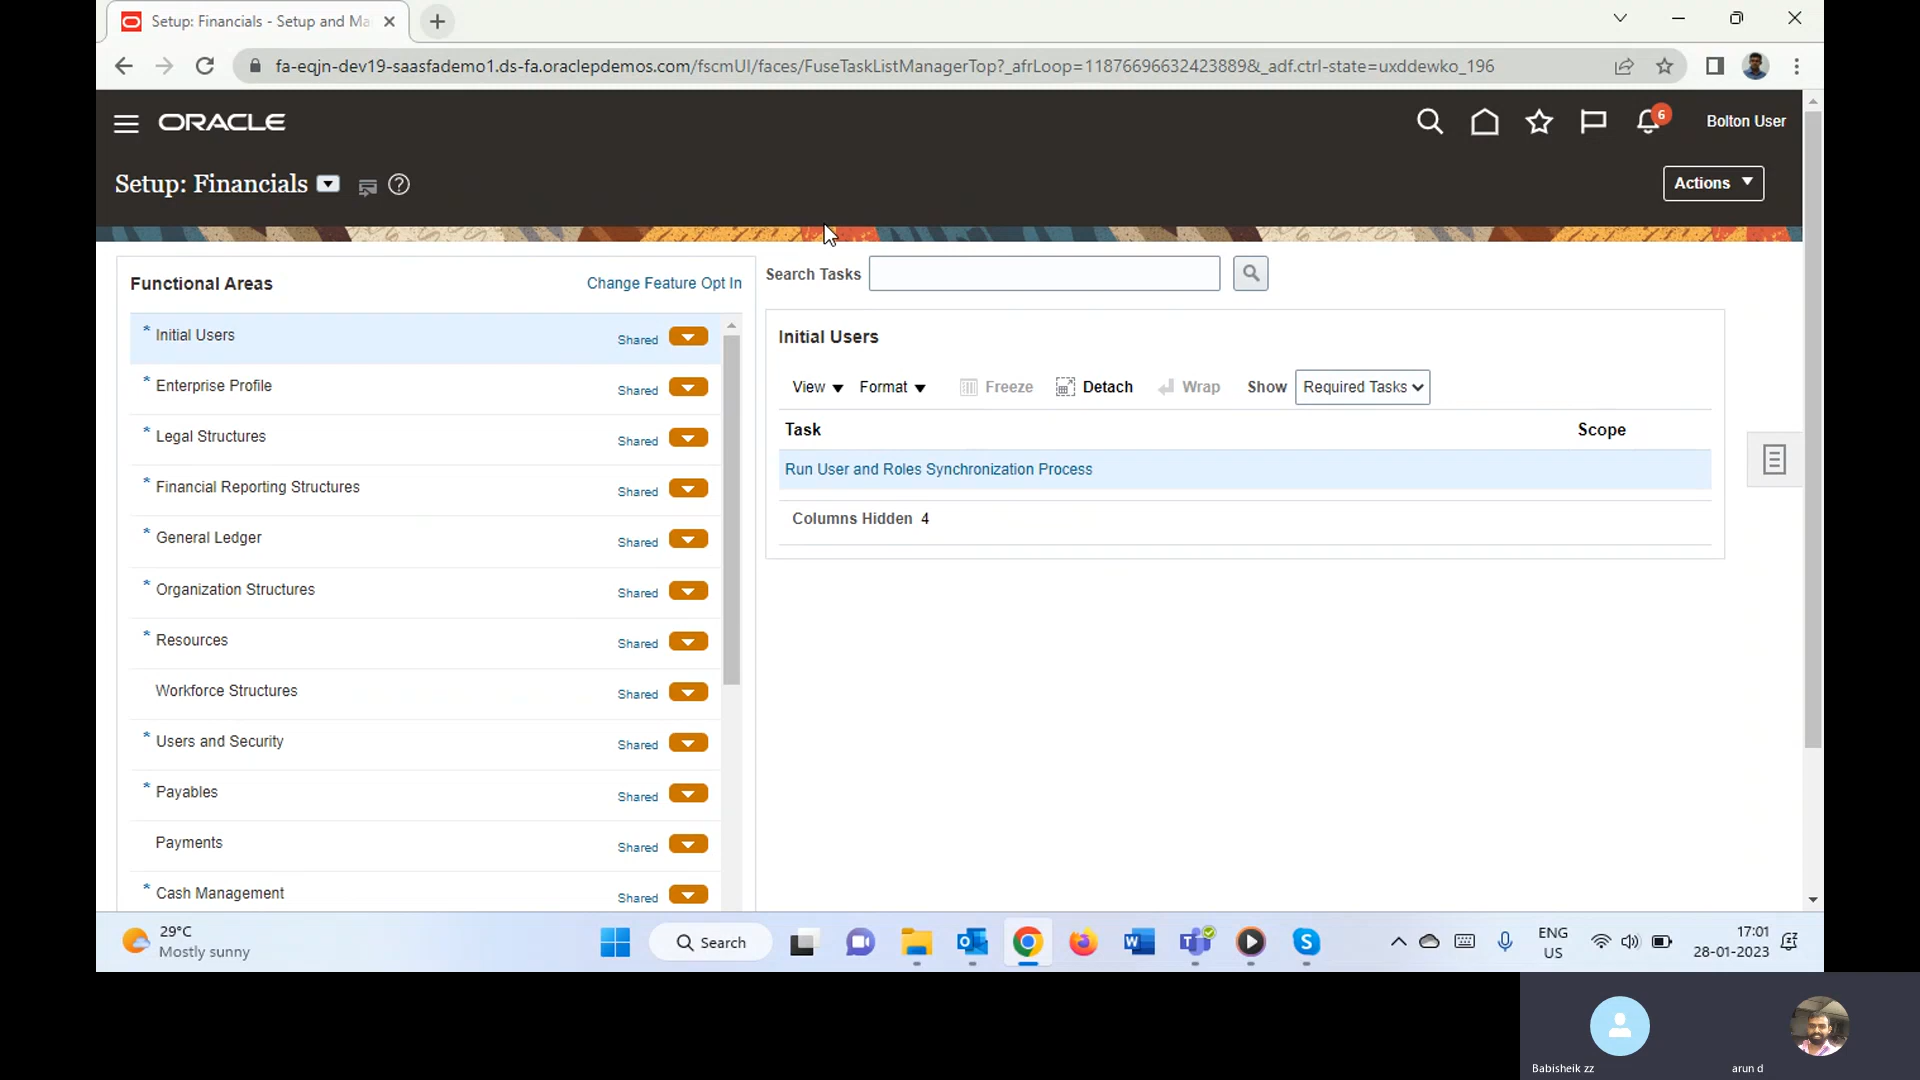 Setup: Financials - Setup and Ma
fa-eqjn-dev19-saasfademo1.ds-fa.oraclepdemos.com/fscmUI/faces/FuseTaskListManagerTop?_afrLoop=11876696632423889&_adf.ctrl-state=uxddewko_196
ORACLE
6
Bolton User
Setup: Financials
Actions
Functional Areas
Change Feature Opt In
Search Tasks
* Initial Users Shared
* Enterprise Profile Shared
* Legal Structures Shared
* Financial Reporting Structures Shared
* General Ledger Shared
* Organization Structures Shared
* Resources Shared
Workforce Structures Shared
* Users and Security Shared
* Payables Shared
Payments Shared
* Cash Management Shared
Initial Users
View Format Freeze Detach Wrap Show Required Tasks
Task Scope
Run User and Roles Synchronization Process
Columns Hidden 4
29°C
Mostly sunny
Search
ENG
US
17:01
28-01-2023
Babisheik zz
arun d